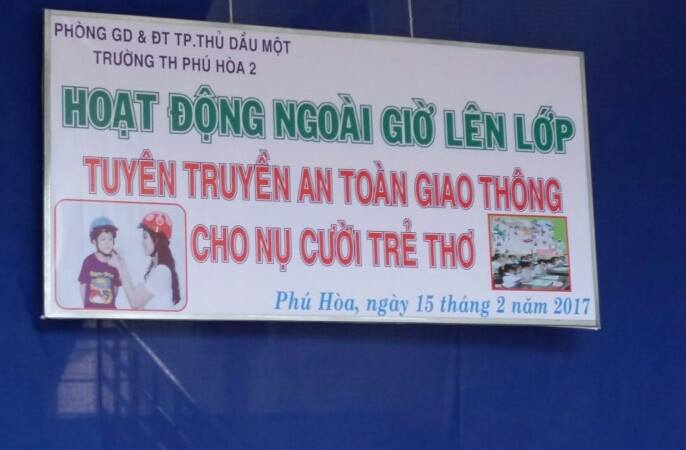 PHÒNG GD & ĐT TP.THỦ DẦU MỘT
TRƯỜNG TH PHÚ HÒA 2
HOẠT ĐỘNG NGOÀI GIỜ LÊN LỚP
TUYÊN TRUYỀN AN TOÀN GIAO THÔNG
CHO NỤ CƯỜI TRẺ THƠ
Phú Hòa, ngày 15 tháng 2 năm 2017